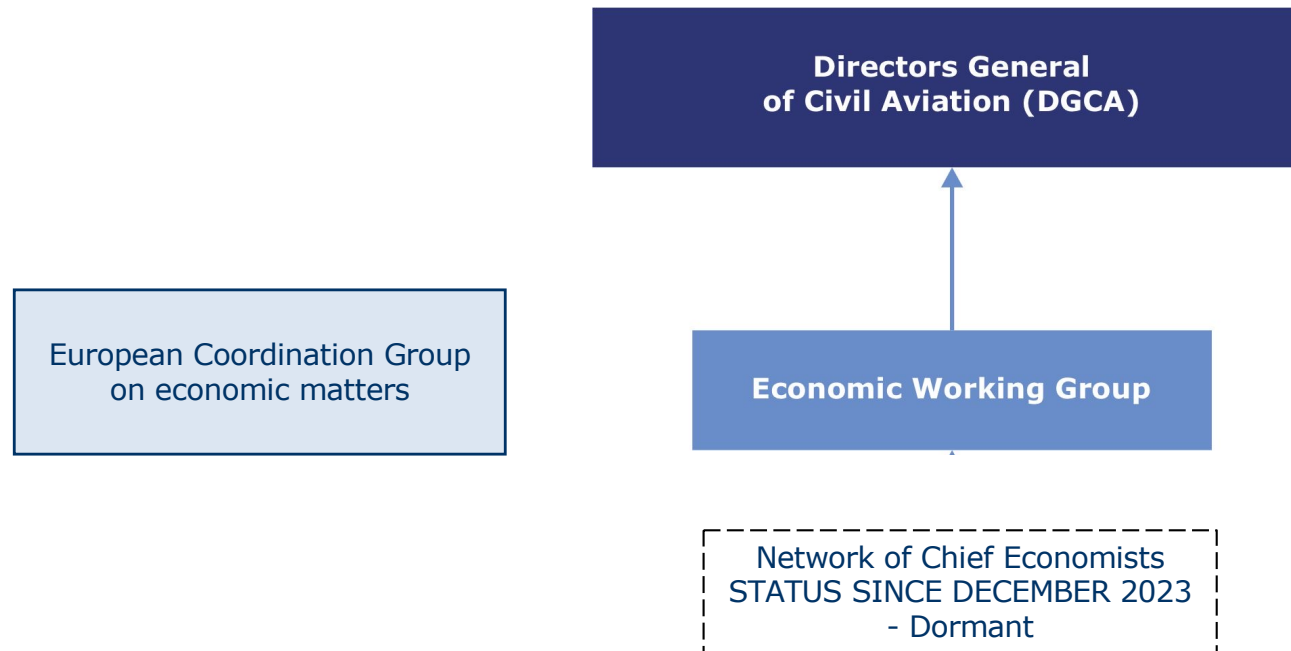 Directors General
of Civil Aviation (DGCA)
European Coordination Group
on economic matters
Economic Working Group
Network of Chief Economists
STATUS SINCE DECEMBER 2023
- Dormant